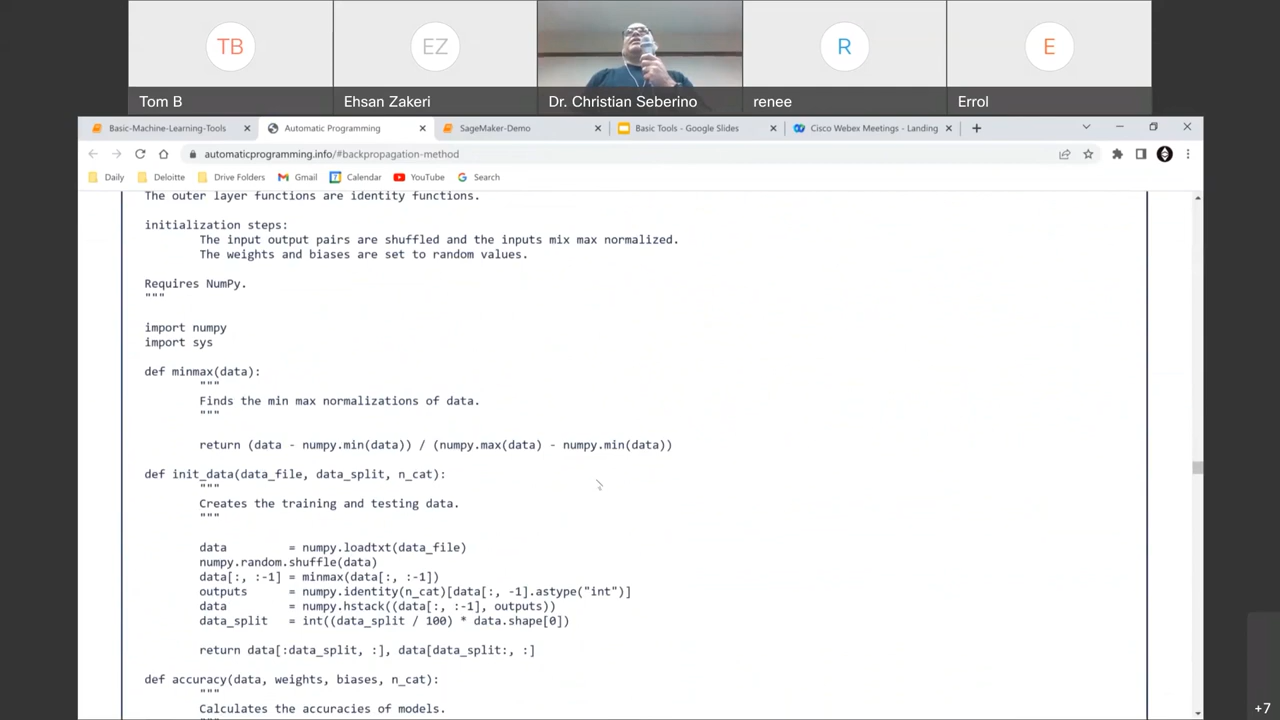 TB
EZ
R
E
Tom B
Ehsan Zakeri
Dr. Christian Seberino
renee
Errol
Basic-Machine-Learning-Tools
Automatic Programming
SageMaker-Demo
Basic Tools - Google Slides
Cisco Webex Meetings - Landing
automaticprogramming.info/#backpropagation-method
Daily
Deloitte
Drive Folders
Gmail
Calendar
YouTube
Search
The outer layer functions are identity functions.
initialization steps:
The input output pairs are shuffled and the inputs mix max normalized.
The weights and biases are set to random values.
Requires NumPy.
"""
import numpy
import sys
def minmax(data):
"""
Finds the min max normalizations of data.
"""
return (data - numpy.min(data)) / (numpy.max(data) - numpy.min(data))
def init_data(data_file, data_split, n_cat):
"""
Creates the training and testing data.
"""
data = numpy.loadtxt(data_file)
numpy.random.shuffle(data)
data[:, :-1] = minmax(data[:, :-1])
outputs = numpy.identity(n_cat)[data[:, -1].astype("int")]
data = numpy.hstack((data[:, :-1], outputs))
data_split = int((data_split / 100) * data.shape[0])
return data[:data_split, :], data[data_split:, :]
def accuracy(data, weights, biases, n_cat):
"""
Calculates the accuracies of models.
"""
+7